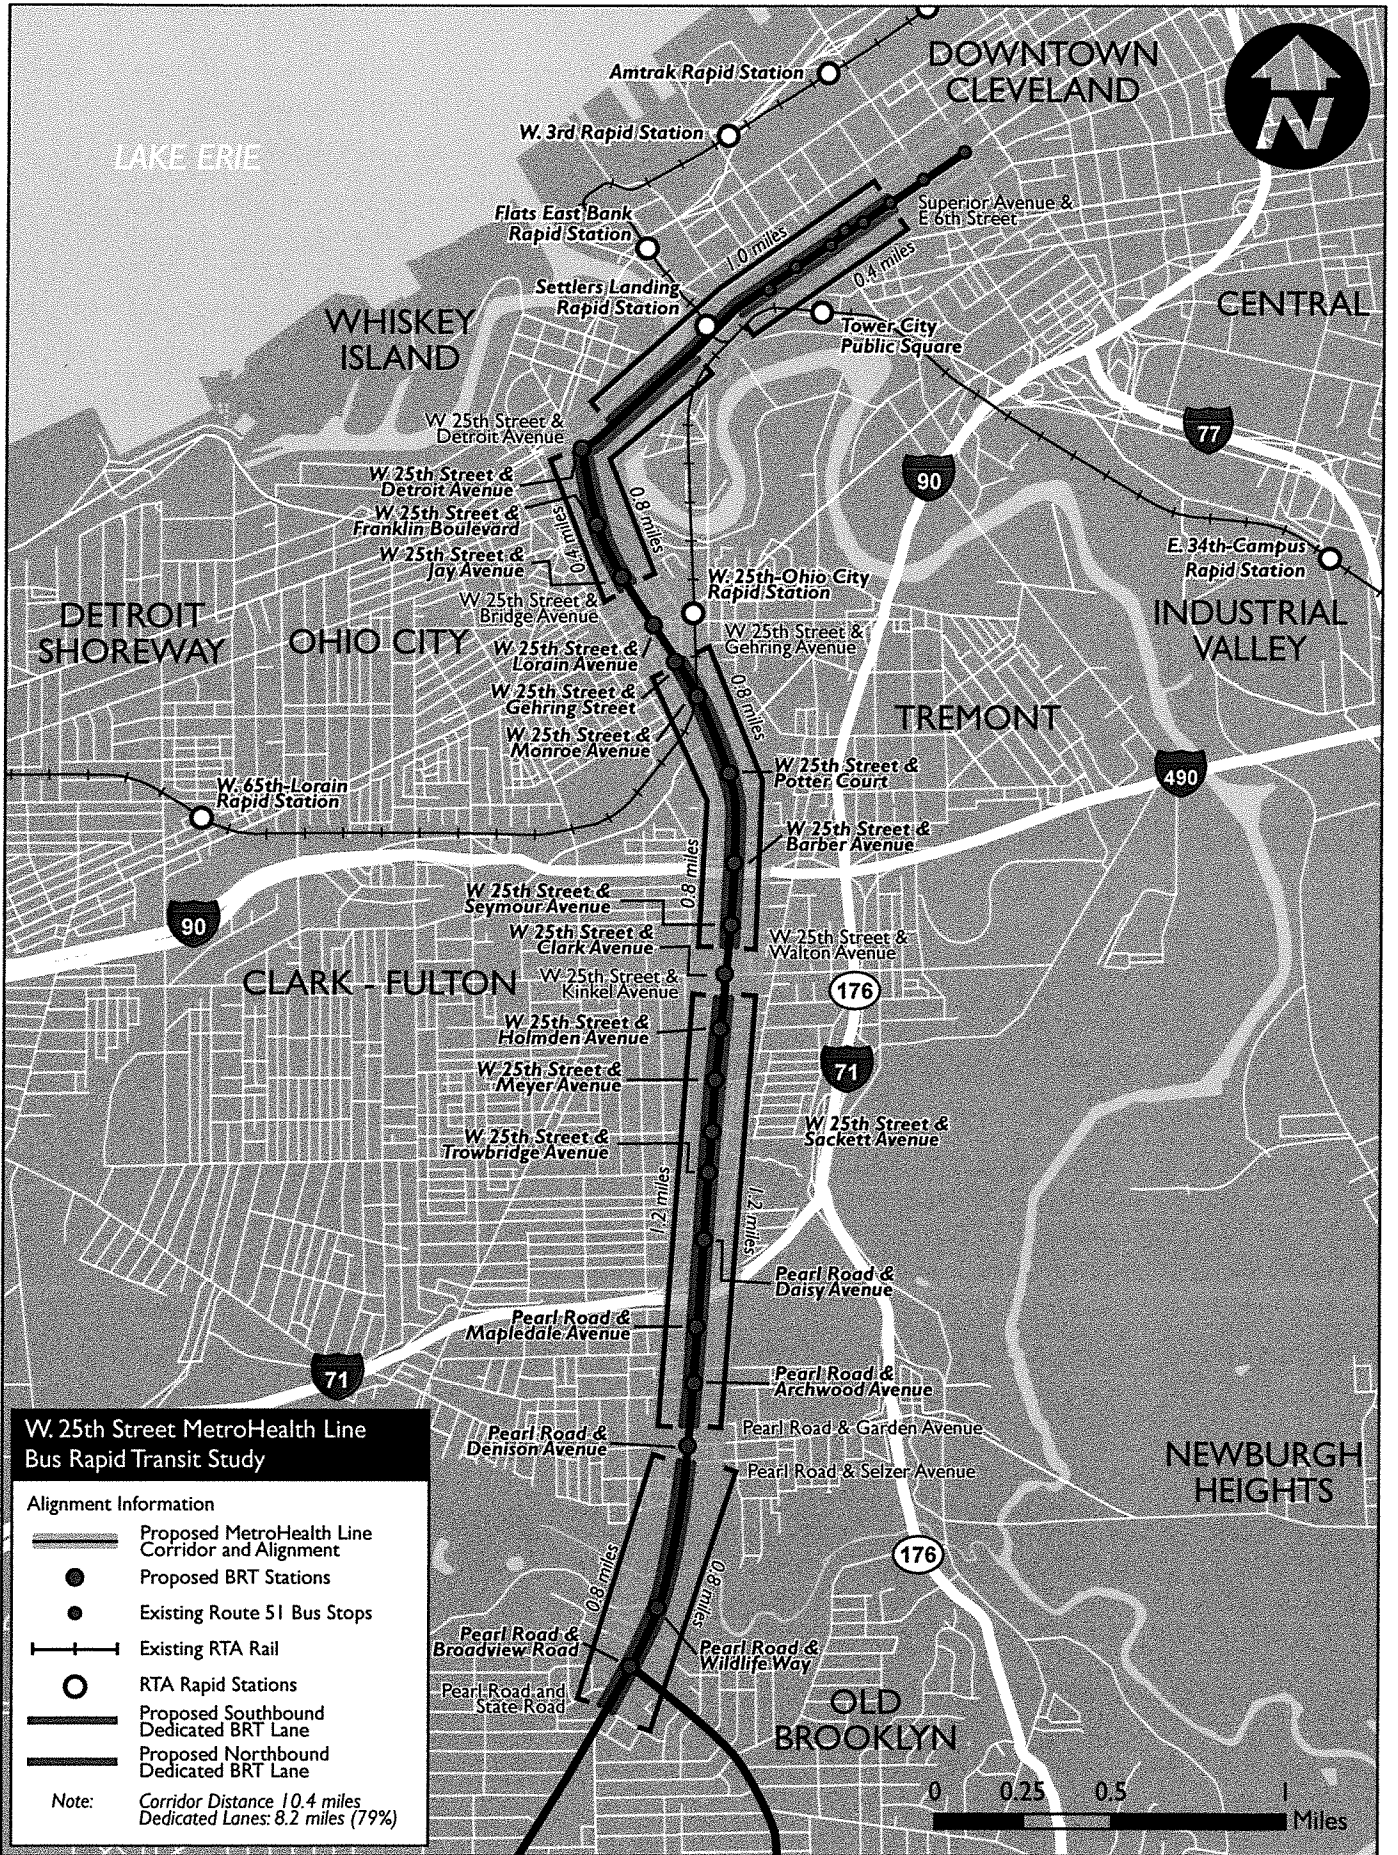 DOWNTOWN
CLEVELAND
N
Amtrak Rapid Station
W. 3rd Rapid Station
LAKE ERIE
Flats East Bank
Rapid Station
Superior Avenue &
E 6th Street
1.0 miles
0.4 miles
Settlers Landing
Rapid Station
CENTRAL
WHISKEY
ISLAND
Tower City
Public Square
77
W 25th Street &
Detroit Avenue
90
W 25th Street &
Detroit Avenue
W 25th Street &
Franklin Boulevard
0.4 miles
0.8 miles
W 25th Street &
Jay Avenue
E. 34th-Campus
Rapid Station
W. 25th-Ohio City
Rapid Station
W 25th Street &
Bridge Avenue
DETROIT
SHOREWAY
OHIO CITY
INDUSTRIAL
VALLEY
W 25th Street &
Gehring Avenue
W 25th Street &
Lorain Avenue
W 25th Street &
Gehring Street
0.8 miles
TREMONT
W 25th Street &
Monroe Avenue
W 25th Street &
Potter Court
490
W. 65th-Lorain
Rapid Station
W 25th Street &
Barber Avenue
0.8 miles
W 25th Street &
Seymour Avenue
90
W 25th Street &
Clark Avenue
W 25th Street &
Walton Avenue
CLARK - FULTON
W 25th Street &
Kinkel Avenue
176
W 25th Street &
Holmden Avenue
W 25th Street &
Meyer Avenue
71
W 25th Street &
Sackett Avenue
W 25th Street &
Trowbridge Avenue
1.2 miles
1.2 miles
Pearl Road &
Daisy Avenue
Pearl Road &
Mapledale Avenue
71
Pearl Road &
Archwood Avenue
Pearl Road & Garden Avenue
Pearl Road &
Denison Avenue
Pearl Road & Selzer Avenue
NEWBURGH
HEIGHTS
176
0.8 miles
0.8 miles
Pearl Road &
Broadview Road
Pearl Road &
Wildlife Way
Pearl Road and
State Road
OLD
BROOKLYN
W. 25th Street MetroHealth Line
Bus Rapid Transit Study
Alignment Information
Proposed MetroHealth Line
Corridor and Alignment
Proposed BRT Stations
Existing Route 51 Bus Stops
Existing RTA Rail
RTA Rapid Stations
Proposed Southbound
Dedicated BRT Lane
Proposed Northbound
Dedicated BRT Lane
Note: Corridor Distance 10.4 miles
Dedicated Lanes: 8.2 miles (79%)
0 0.25 0.5 1
Miles